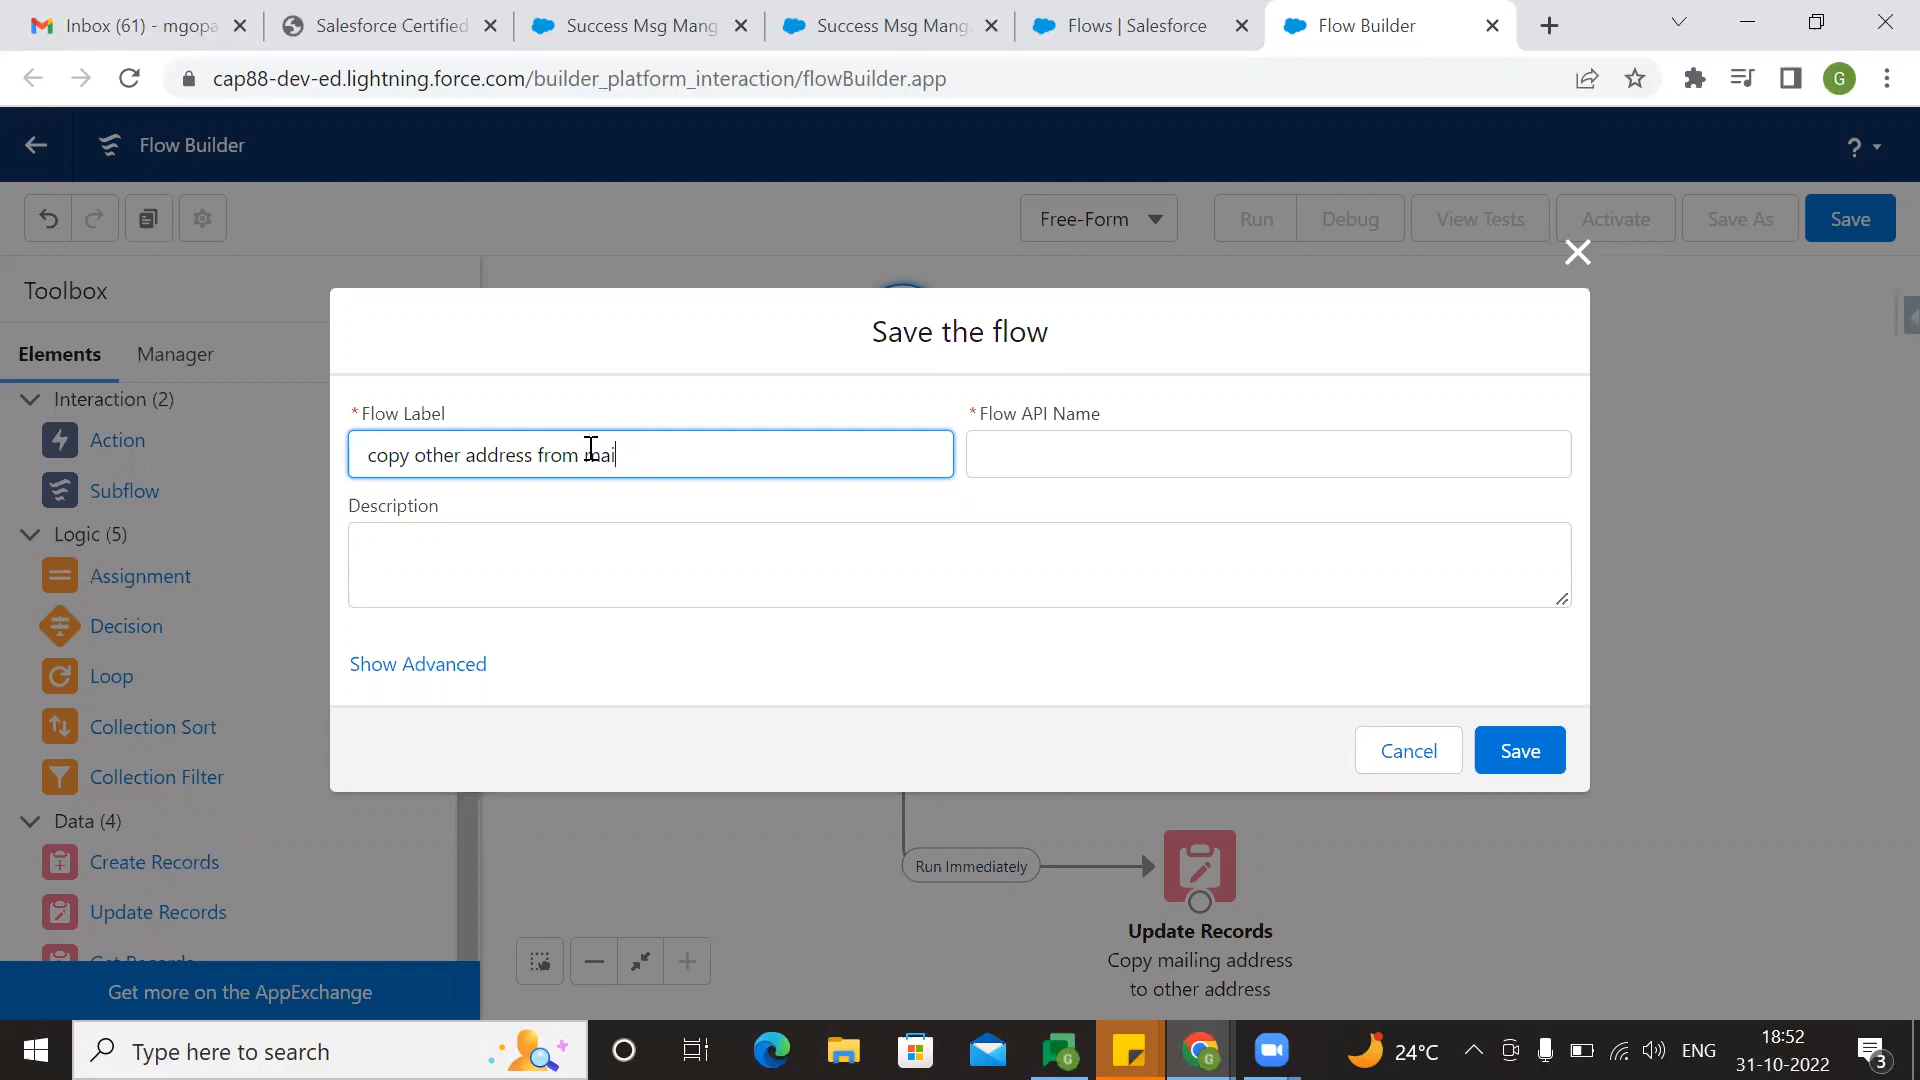 Inbox (61) - mgopa
Salesforce Certified
Success Msg Mang
Success Msg Mang
Flows | Salesforce
Flow Builder
cap88-dev-ed.lightning.force.com/builder_platform_interaction/flowBuilder.app
G
Flow Builder
?
Free-Form
Run
Debug
View Tests
Activate
Save As
Save
Toolbox
Elements
Manager
Interaction (2)
Action
Subflow
Logic (5)
Assignment
Decision
Loop
Collection Sort
Collection Filter
Data (4)
Create Records
Update Records
Get Records
Get more on the AppExchange
Save the flow
*Flow Label
copy other address from mai
*Flow API Name
Description
Show Advanced
Cancel
Save
Run Immediately
Update Records
Copy mailing address
to other address
Type here to search
24°C
ENG
18:52
31-10-2022
3